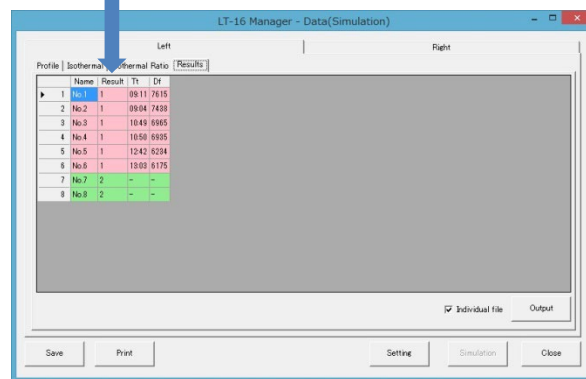 LT-16 Manager - Data(Simulation)
Left Right
Profile Isothermal Isothermal Ratio Results
Name Result Tt Df
1 No.1 1 09:11 7615
2 No.2 1 09:04 7438
3 No.3 1 10:49 6965
4 No.4 1 10:50 6935
5 No.5 1 12:42 6234
6 No.6 1 13:03 6175
7 No.7 2 - -
8 No.8 2 - -
Individual file Output
Save Print Setting Simulation Close